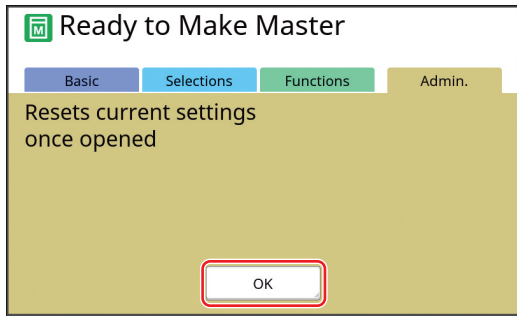 M Ready to Make Master
Basic Selections Functions Admin.
Resets current settings
once opened
OK